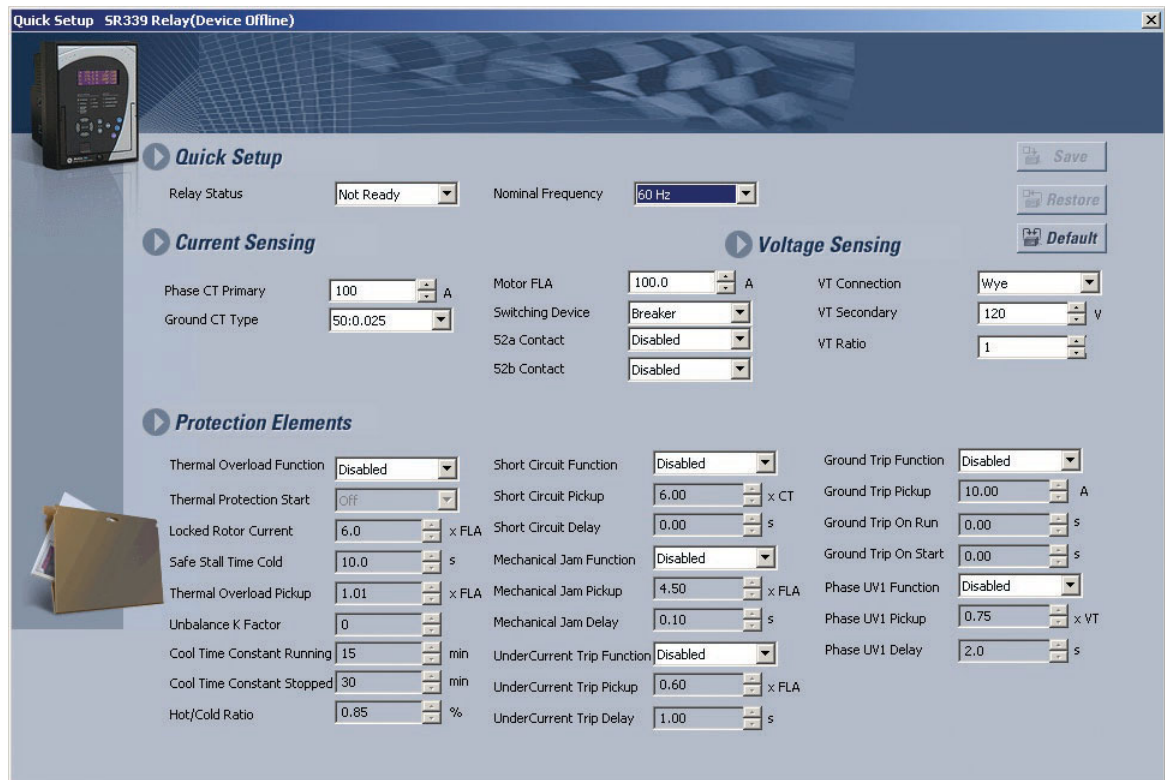 Quick Setup SR339 Relay(Device Offline)
Quick Setup
Save
Relay Status Not Ready Nominal Frequency 60 Hz
Restore
Current Sensing Voltage Sensing Default
Phase CT Primary 100 A Motor FLA 100.0 A VT Connection Wye
Ground CT Type 50:0.025 Switching Device Breaker VT Secondary 120 V
52a Contact Disabled VT Ratio 1
52b Contact Disabled
Protection Elements
Thermal Overload Function Disabled Short Circuit Function Disabled Ground Trip Function Disabled
Thermal Protection Start Off Short Circuit Pickup 6.00 x CT Ground Trip Pickup 10.00 A
Locked Rotor Current 6.0 x FLA Short Circuit Delay 0.00 s Ground Trip On Run 0.00 s
Safe Stall Time Cold 10.0 s Mechanical Jam Function Disabled Ground Trip On Start 0.00 s
Thermal Overload Pickup 1.01 x FLA Mechanical Jam Pickup 4.50 x FLA Phase UV1 Function Disabled
Unbalance K Factor 0 Mechanical Jam Delay 0.10 s Phase UV1 Pickup 0.75 x VT
Cool Time Constant Running 15 min UnderCurrent Trip Function Disabled Phase UV1 Delay 2.0 s
Cool Time Constant Stopped 30 min UnderCurrent Trip Pickup 0.60 x FLA
Hot/Cold Ratio 0.85 % UnderCurrent Trip Delay 1.00 s